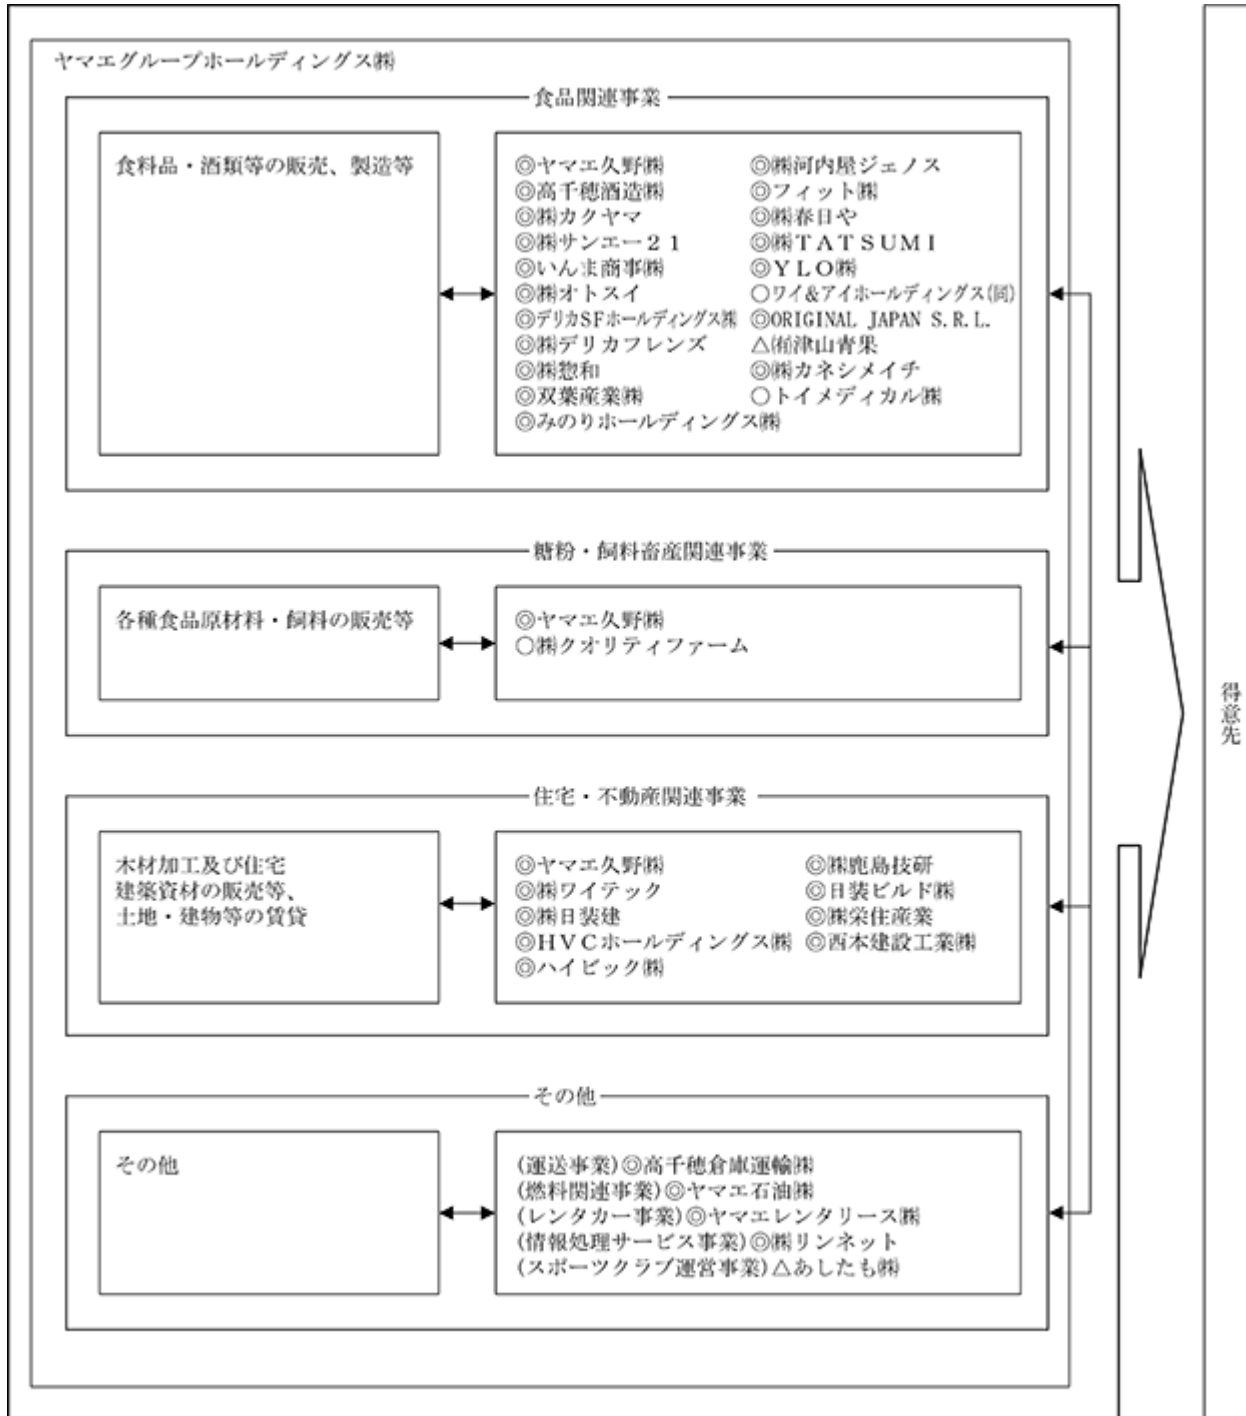 ヤマエグループホールディングス㈱
食品関連事業
食料品・酒類等の販売、製造等
◎ヤマエ久野㈱ ◎㈱河内屋ジェノス
◎高千穂酒造㈱ ◎フィット㈱
◎㈱カクヤマ ◎㈱春日や
◎㈱サンエー２１ ◎㈱ＴＡＴＳＵＭＩ
◎いんま商事㈱ ◎ＹＬＯ㈱
◎㈱オトスイ ○ワイ&アイホールディングス(同)
◎デリカSFホールディングス㈱ ◎ORIGINAL JAPAN S.R.L.
◎㈱デリカフレンズ △㈲津山青果
◎㈱惣和 ◎㈱カネシメイチ
◎双葉産業㈱ ○トイメディカル㈱
◎みのりホールディングス㈱
糖粉・飼料畜産関連事業
各種食品原材料・飼料の販売等
◎ヤマエ久野㈱
○㈱クオリティファーム
住宅・不動産関連事業
木材加工及び住宅
建築資材の販売等、
土地・建物等の賃貸
◎ヤマエ久野㈱ ◎㈱鹿島技研
◎㈱ワイテック ◎日装ビルド㈱
◎㈱日装建 ◎㈱栄住産業
◎ＨＶＣホールディングス㈱ ◎西本建設工業㈱
◎ハイビック㈱
その他
その他
(運送事業)◎高千穂倉庫運輸㈱
(燃料関連事業)◎ヤマエ石油㈱
(レンタカー事業)◎ヤマエレンタリース㈱
(情報処理サービス事業)◎㈱リンネット
(スポーツクラブ運営事業)△あしたも㈱
得意先